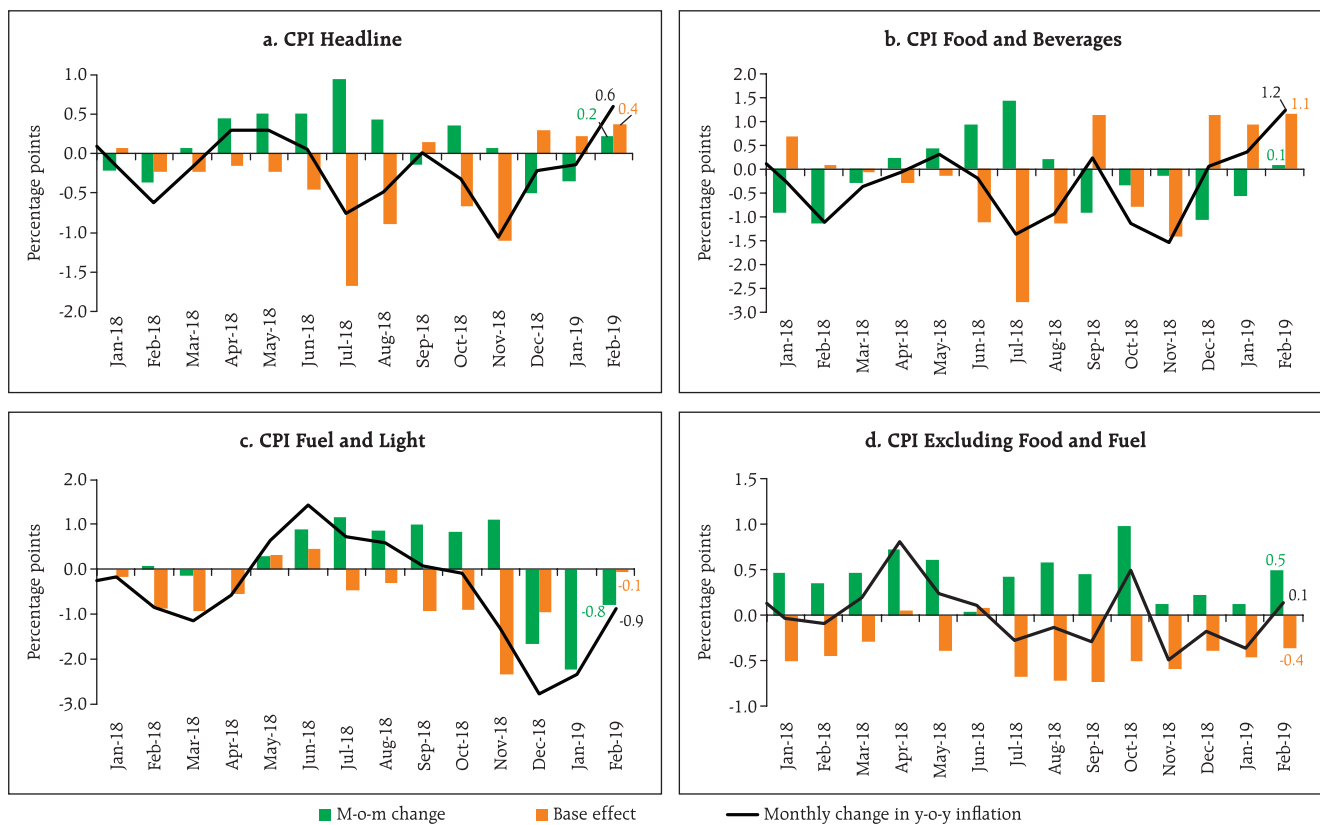 a. CPI Headline
Percentage points
1.0
0.5
0.0
-0.5
-1.0
-1.5
-2.0
0.6
0.2
0.4
Jan-18
Feb-18
Mar-18
Apr-18
May-18
Jun-18
Jul-18
Aug-18
Sep-18
Oct-18
Nov-18
Dec-18
Jan-19
Feb-19
b. CPI Food and Beverages
Percentage points
2.0
1.5
1.0
0.5
0.0
-0.5
-1.0
-1.5
-2.0
-2.5
-3.0
1.2
1.1
0.1
Jan-18
Feb-18
Mar-18
Apr-18
May-18
Jun-18
Jul-18
Aug-18
Sep-18
Oct-18
Nov-18
Dec-18
Jan-19
Feb-19
c. CPI Fuel and Light
Percentage points
2.0
1.0
0.0
-1.0
-2.0
-3.0
-0.1
-0.8
-0.9
Jan-18
Feb-18
Mar-18
Apr-18
May-18
Jun-18
Jul-18
Aug-18
Sep-18
Oct-18
Nov-18
Dec-18
Jan-19
Feb-19
d. CPI Excluding Food and Fuel
Percentage points
1.5
1.0
0.5
0.0
-0.5
-1.0
0.5
0.1
-0.4
Jan-18
Feb-18
Mar-18
Apr-18
May-18
Jun-18
Jul-18
Aug-18
Sep-18
Oct-18
Nov-18
Dec-18
Jan-19
Feb-19
M-o-m change Base effect Monthly change in y-o-y inflation